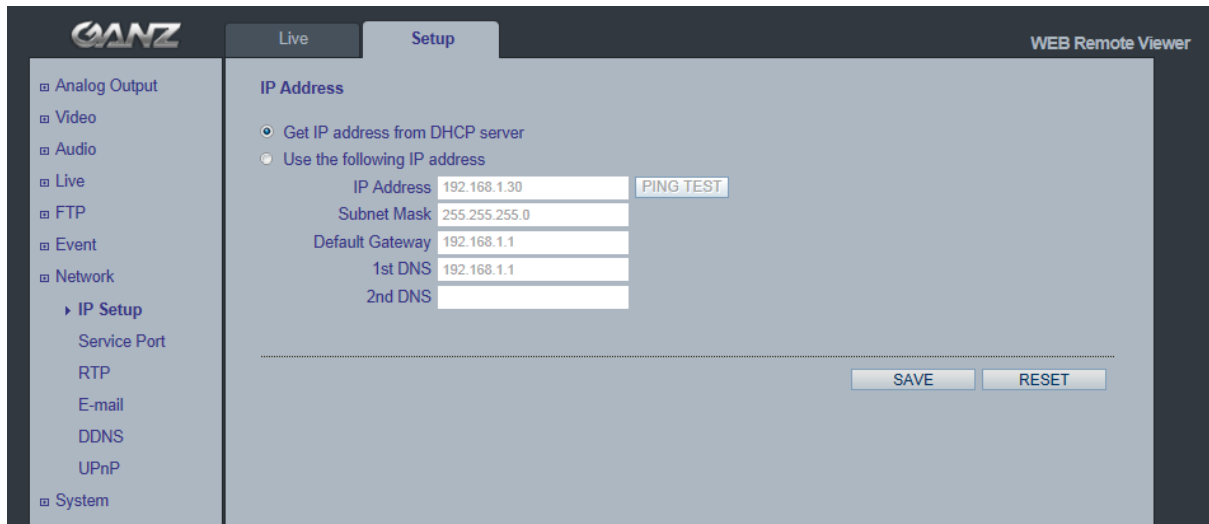 GANZ
Live
Setup
WEB Remote Viewer
Analog Output
Video
Audio
Live
FTP
Event
Network
IP Setup
Service Port
RTP
E-mail
DDNS
UPnP
System
IP Address
Get IP address from DHCP server
Use the following IP address
IP Address 192.168.1.30 PING TEST
Subnet Mask 255.255.255.0
Default Gateway 192.168.1.1
1st DNS 192.168.1.1
2nd DNS
SAVE RESET